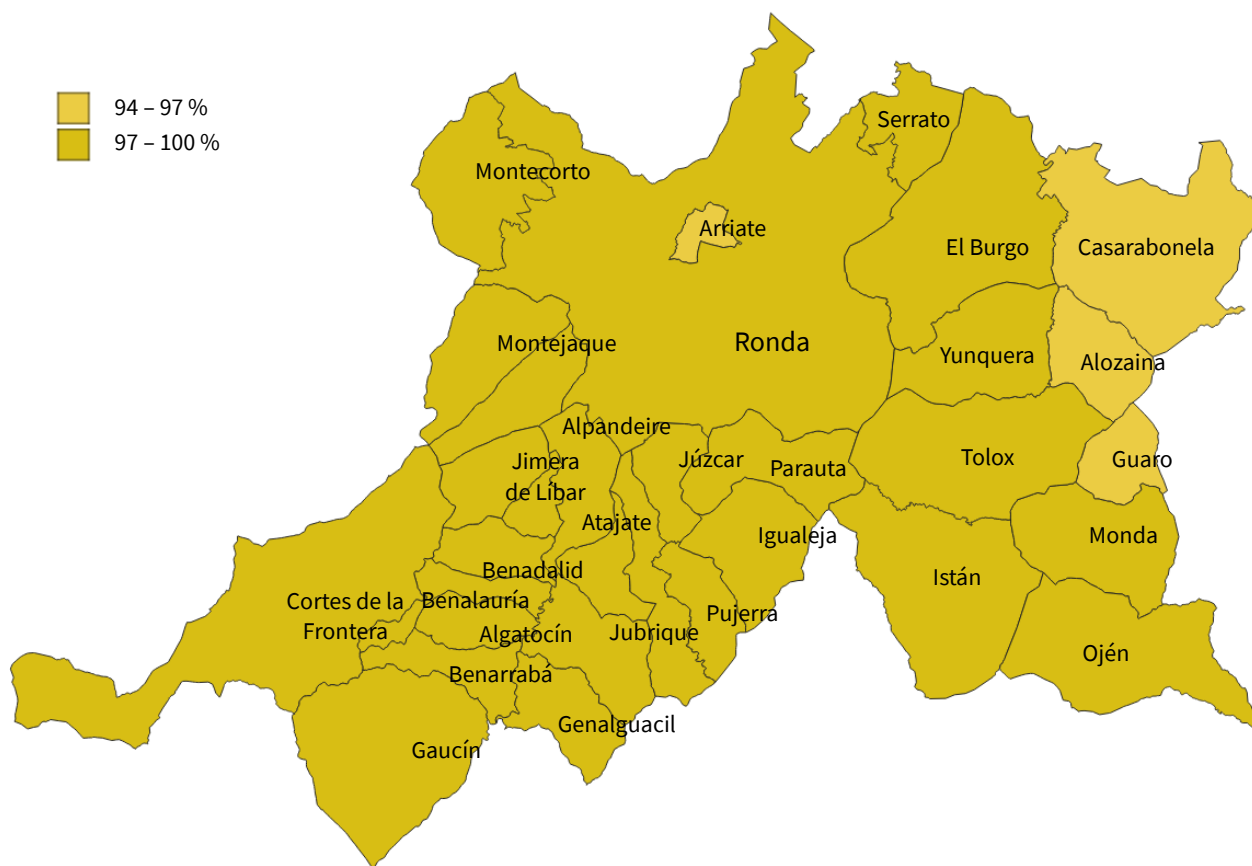 94 – 97 %
97 – 100 %
Serrato
Montecorto
Arriate
El Burgo
Casarabonela
Montejaque
Ronda
Yunquera
Alozaina
Alpandeire
Jimera
de Líbar
Júzcar
Parauta
Tolox
Guaro
Atajate
Igualeja
Monda
Benadalid
Istán
Cortes de la
Frontera
Benalauría
Algatocín
Jubrique
Pujerra
Ojén
Benarrabá
Genalguacil
Gaucín